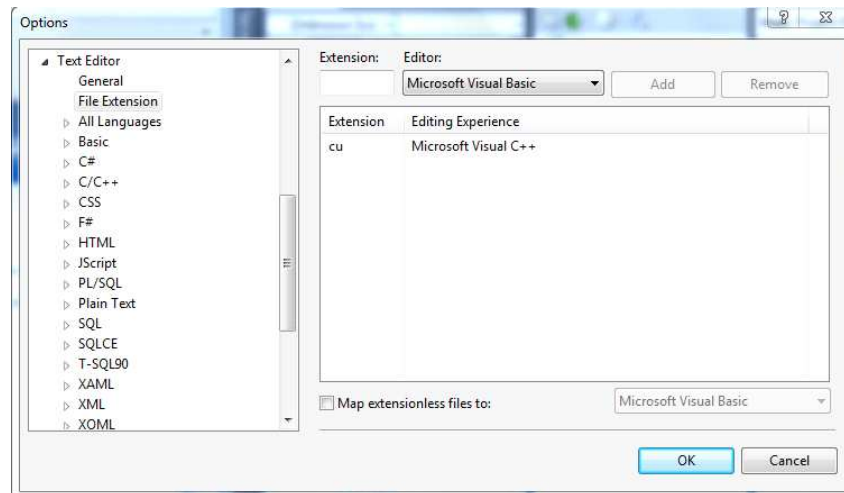 Options
Text Editor
General
File Extension
All Languages
Basic
C#
C/C++
CSS
F#
HTML
JScript
PL/SQL
Plain Text
SQL
SQLCE
T-SQL90
XAML
XML
XOML
Extension: Editor:
Microsoft Visual Basic Add Remove
Extension Editing Experience
cu Microsoft Visual C++
Map extensionless files to: Microsoft Visual Basic
OK Cancel